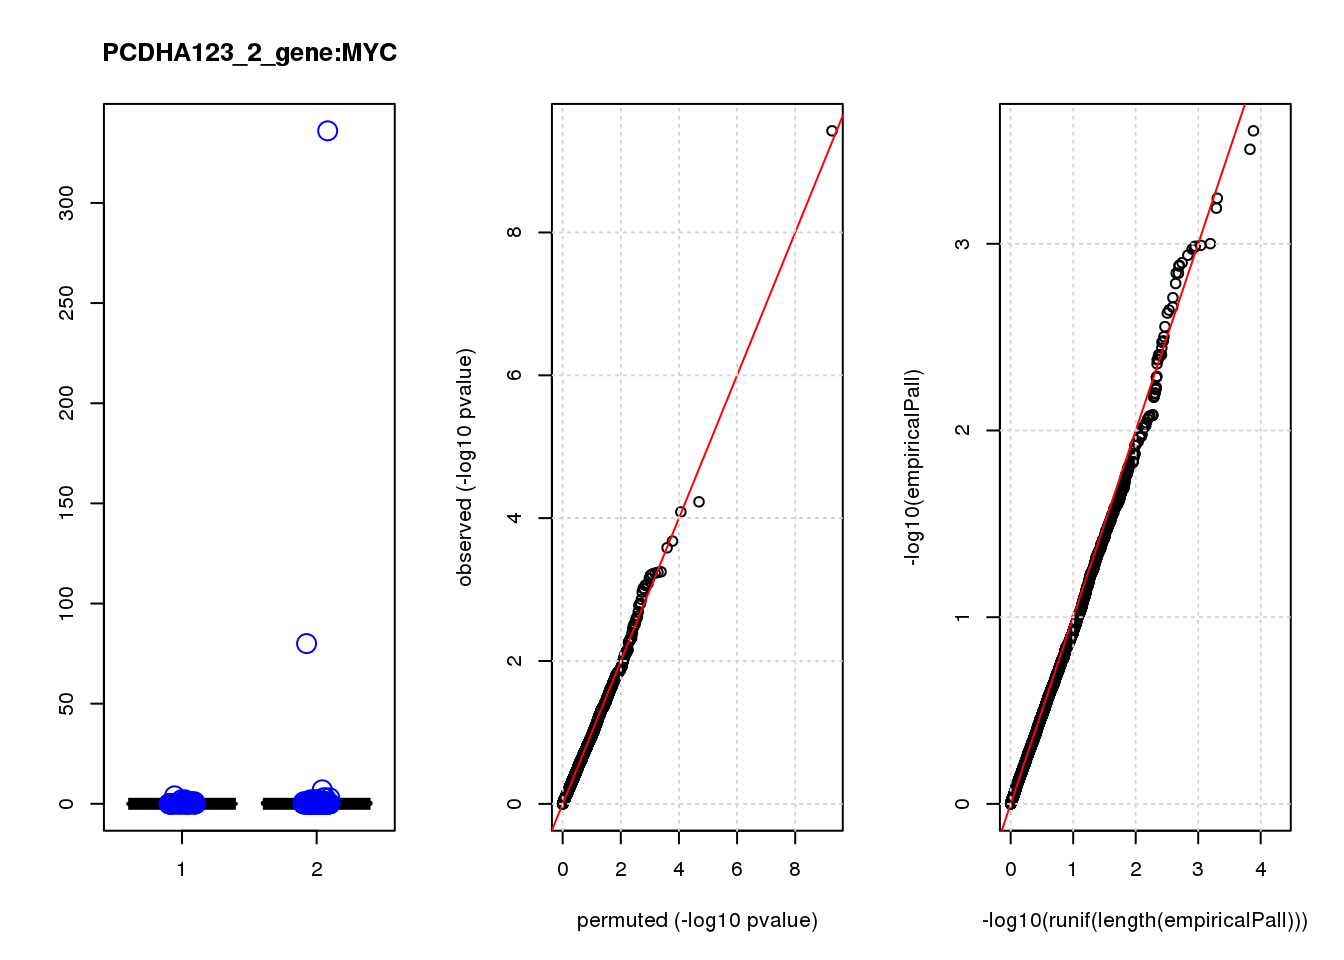 PCDHA123_2_gene:MYC
300
250
200
150
100
50
0
1 2
observed (-log10 pvalue)
8
6
4
2
0
0 2 4 6 8
permuted (-log10 pvalue)
-log10(empiricalPall)
3
2
1
0
0 1 2 3 4
-log10(runif(length(empiricalPall)))